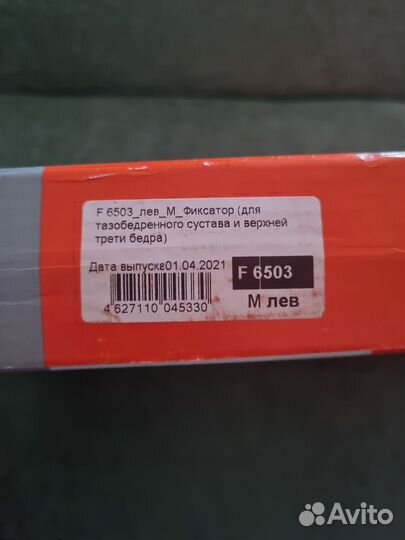 F 6503_лев_М_Фиксатор (для
тазобедренного сустава и верхней
трети бедра)
Дата выпуска01.04.2021
F 6503
4 627110 045330
М лев
Avito